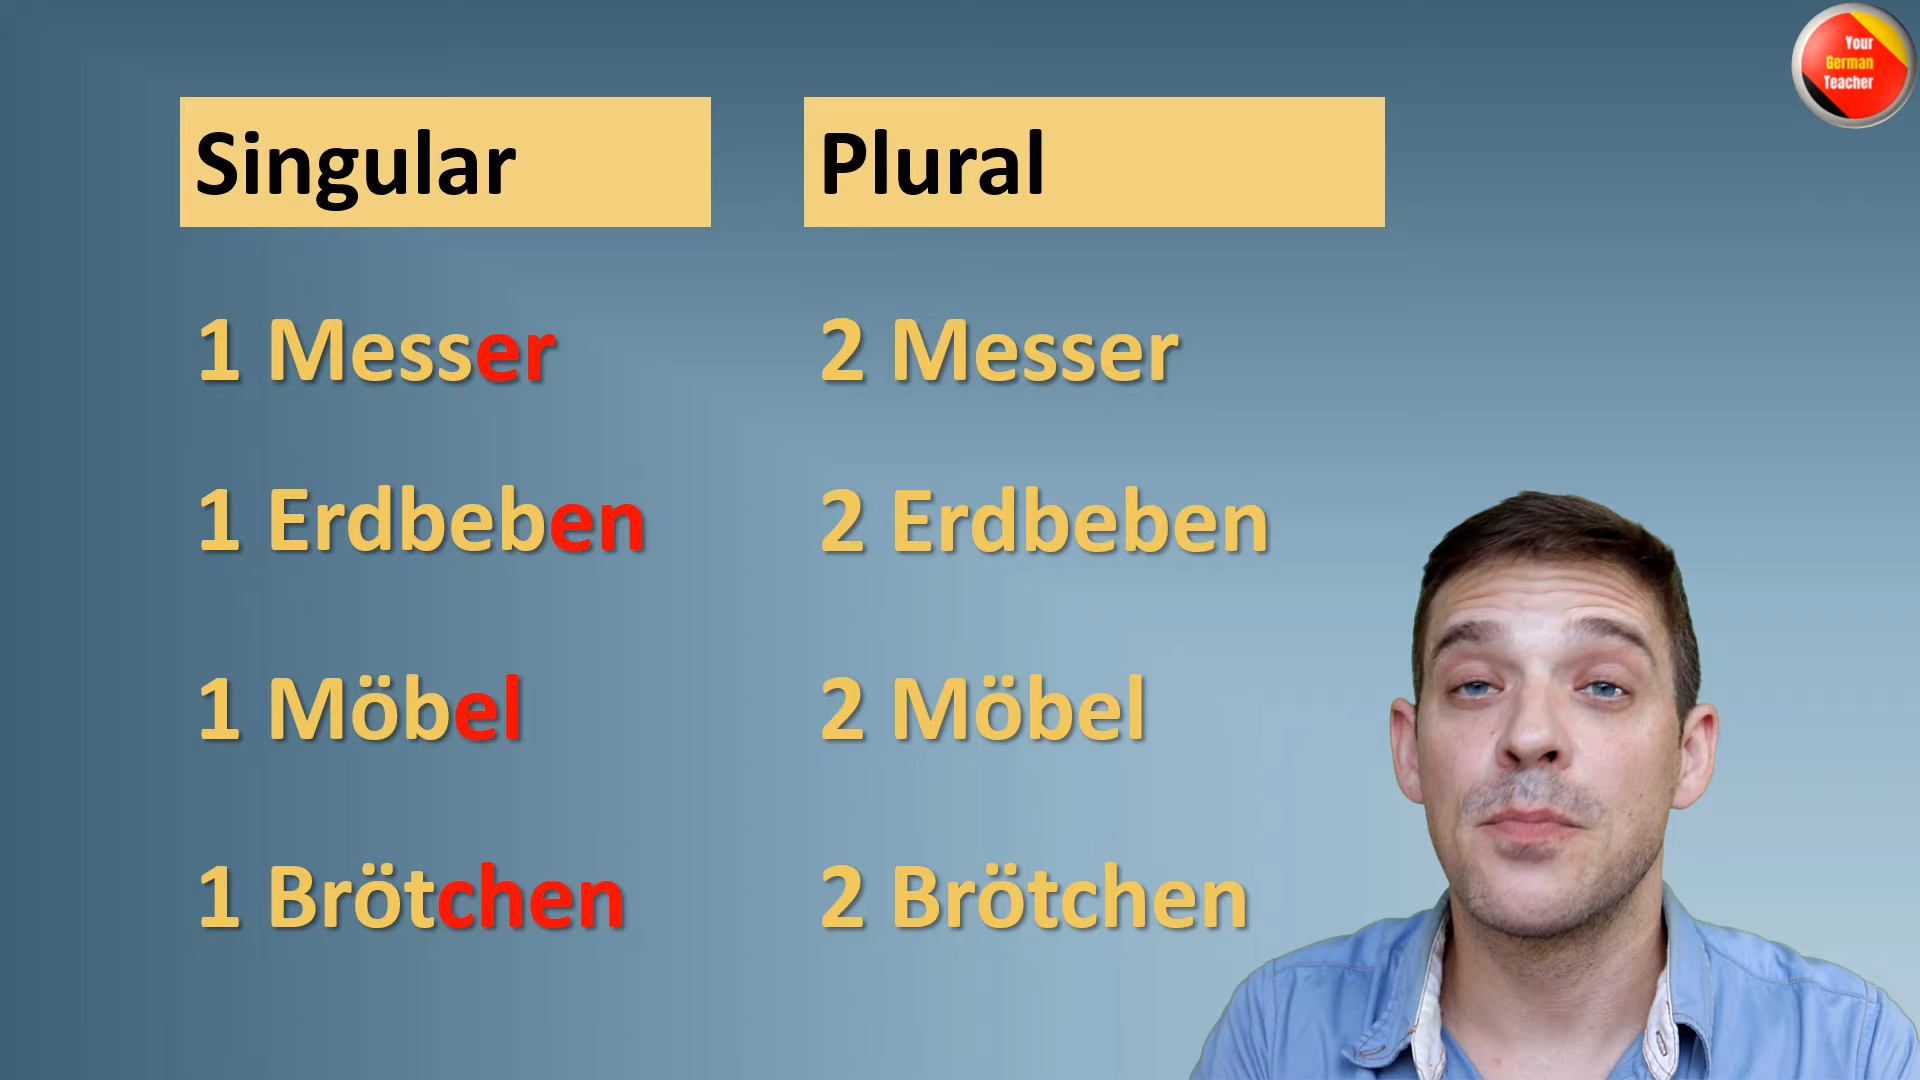 Your
German
Teacher
Singular Plural
1 Messer 2 Messer
1 Erdbeben 2 Erdbeben
1 Möbel 2 Möbel
1 Brötchen 2 Brötchen